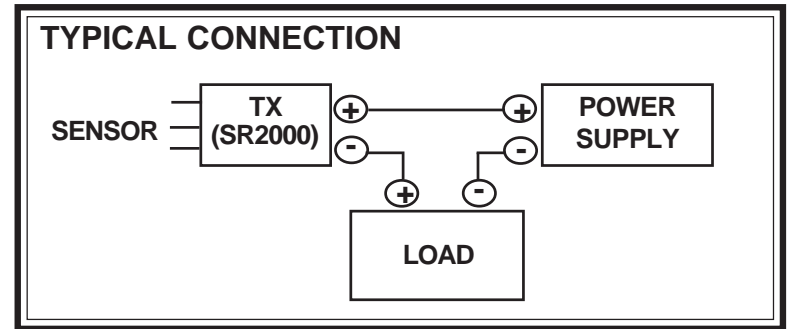 TYPICAL CONNECTION
SENSOR
TX
(SR2000)
+
-
+
-
POWER
SUPPLY
+
-
LOAD